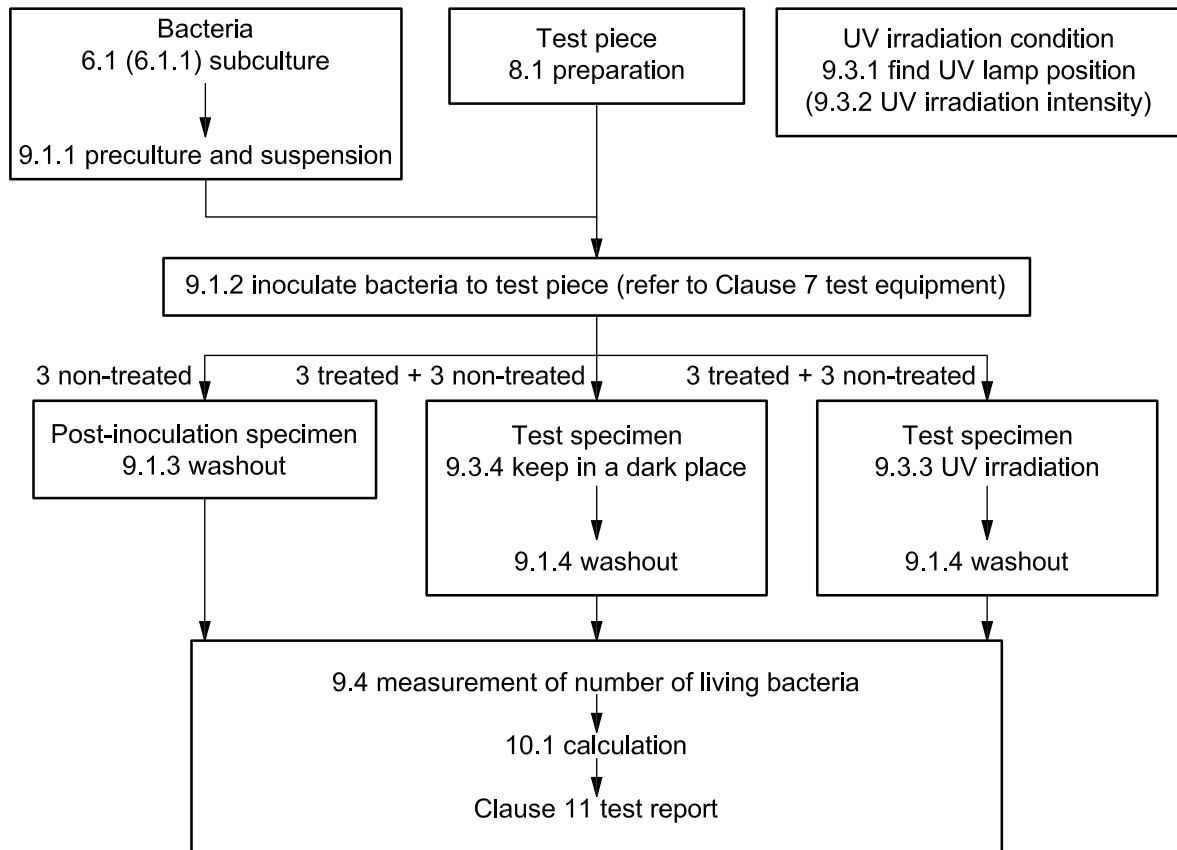 Bacteria
6.1 (6.1.1) subculture
9.1.1 preculture and suspension
Test piece
8.1 preparation
UV irradiation condition
9.3.1 find UV lamp position
(9.3.2 UV irradiation intensity)
9.1.2 inoculate bacteria to test piece (refer to Clause 7 test equipment)
3 non-treated
3 treated + 3 non-treated
3 treated + 3 non-treated
Post-inoculation specimen
9.1.3 washout
Test specimen
9.3.4 keep in a dark place
9.1.4 washout
Test specimen
9.3.3 UV irradiation
9.1.4 washout
9.4 measurement of number of living bacteria
10.1 calculation
Clause 11 test report